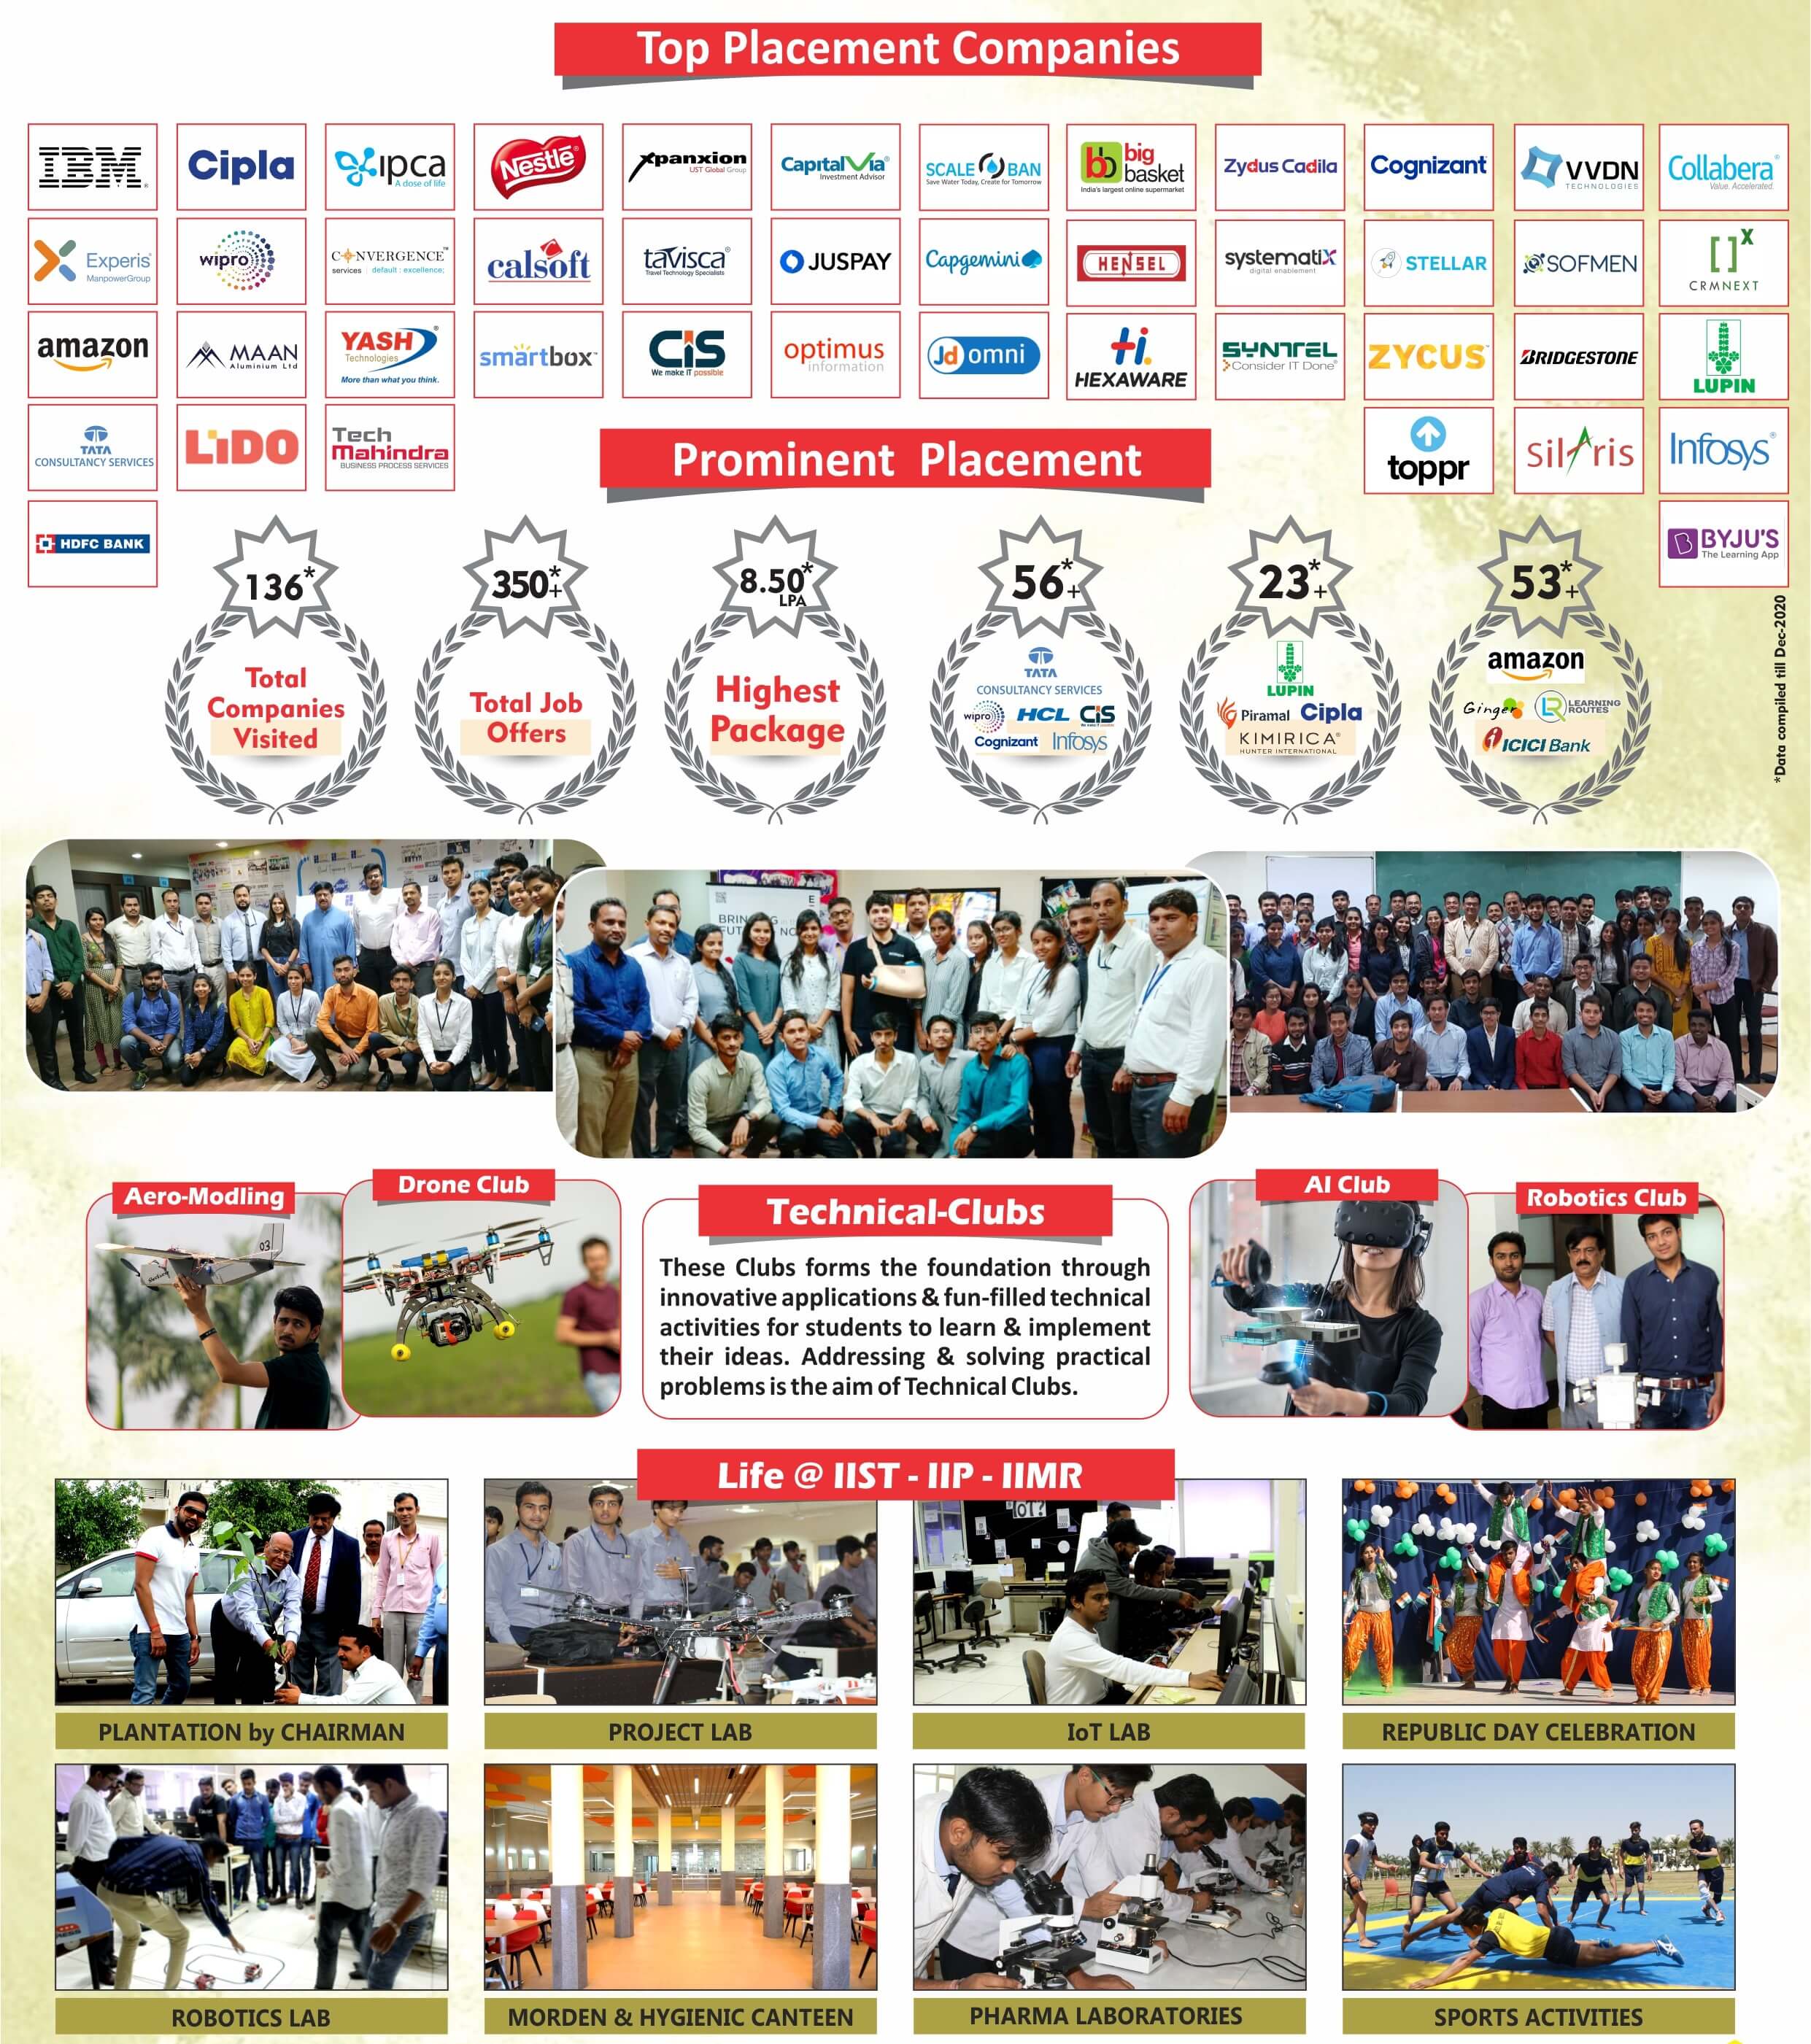 Top Placement Companies
IBM
Cipla
ipca
A dose of life
Nestlé
Xpanxion
UST Global Group
CapitalVia
Investment Advisor
SCALE BAN
Save Water Today, Create for Tomorrow
bb big basket
India's largest online supermarket
Zydus Cadila
Cognizant
VVDN
TECHNOLOGIES
Collabera
Value. Accelerated.
Experis
ManpowerGroup
wipro
CONVERGENCE™
services | default : excellence;
calsoft
tavisca
Travel Technology Specialists
JUSPAY
Capgemini
HENSEL
systematix
digital enablement
STELLAR
SOFMEN
[ ]X
CRMNEXT
amazon
MAAN
Aluminium Ltd
YASH
Technologies
More than what you think.
smartbox
CiS
We make IT possible
optimus
information
Jd omni
Hi.
HEXAWARE
SYNTEL
Consider IT Done
ZYCUS
BRIDGESTONE
LUPIN
TATA
CONSULTANCY SERVICES
LiDO
Tech
Mahindra
BUSINESS PROCESS SERVICES
Prominent Placement
toppr
silAris
Infosys
HDFC BANK
BYJU'S
The Learning App
136*
Total
Companies
Visited
350*+
Total Job
Offers
8.50*
LPA
Highest
Package
56*+
TATA
CONSULTANCY SERVICES
wipro HCL CiS
We make IT possible
Cognizant Infosys
23*+
LUPIN
Piramal Cipla
KIMIRICA
HUNTER INTERNATIONAL
53*+
amazon
Ginger LR LEARNING
ROUTES
ICICI Bank
*Data compiled till Dec-2020
Aero-Modling
03
Drone Club
Technical-Clubs
These Clubs forms the foundation through
innovative applications & fun-filled technical
activities for students to learn & implement
their ideas. Addressing & solving practical
problems is the aim of Technical Clubs.
AI Club
Robotics Club
Life @ IIST - IIP - IIMR
PLANTATION by CHAIRMAN
PROJECT LAB
IoT LAB
REPUBLIC DAY CELEBRATION
ROBOTICS LAB
MORDEN & HYGIENIC CANTEEN
PHARMA LABORATORIES
SPORTS ACTIVITIES